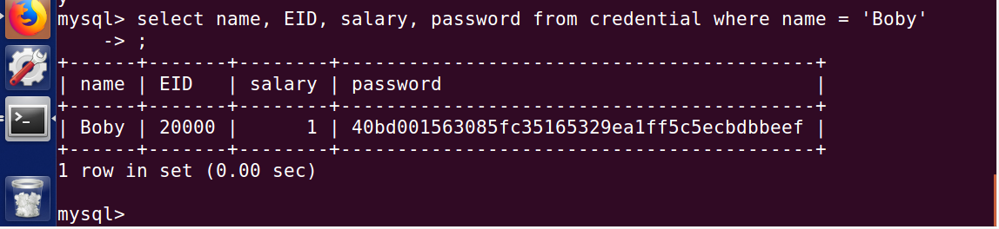 y
mysql> select name, EID, salary, password from credential where name = 'Boby'
    -> ;
+------+-------+--------+------------------------------------------+
| name | EID   | salary | password                                 |
+------+-------+--------+------------------------------------------+
| Boby | 20000 |      1 | 40bd001563085fc35165329ea1ff5c5ecbdbbeef |
+------+-------+--------+------------------------------------------+
1 row in set (0.00 sec)
mysql>